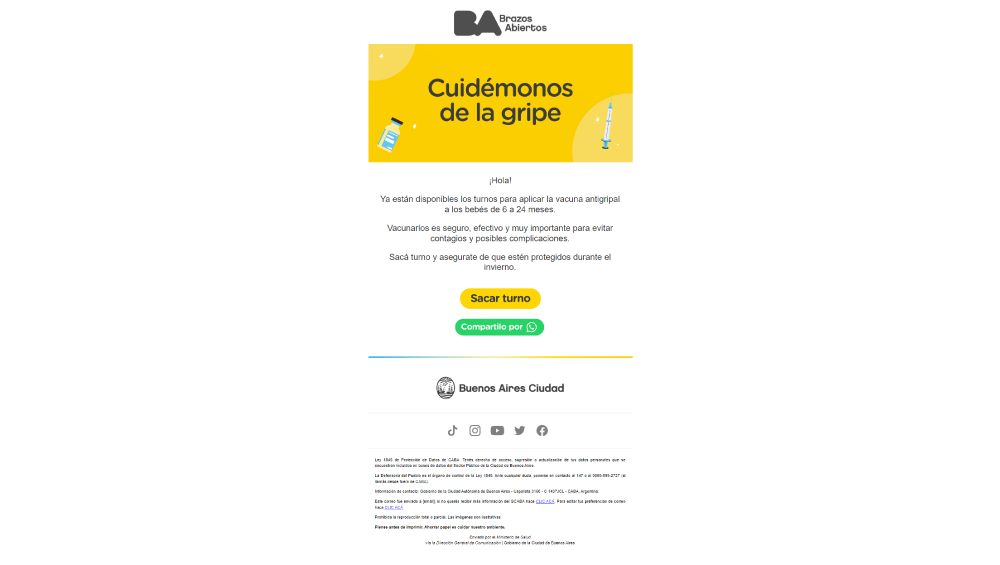 BA Brazos
Abiertos
Cuidémonos
de la gripe
¡Hola!
Ya están disponibles los turnos para aplicar la vacuna antigripal
a los bebés de 6 a 24 meses.
Vacunarlos es seguro, efectivo y muy importante para evitar
contagios y posibles complicaciones.
Sacá turno y asegurate de que estén protegidos durante el
invierno.
Sacar turno
Compartilo por
Buenos Aires Ciudad
Ley 1845 de Protección de Datos de CABA. Tenés derecho de acceso, supresión o actualización de tus datos personales que se
encuentren incluidos en bases de datos del Sector Público de la Ciudad de Buenos Aires.
La Defensoría del Pueblo es el órgano de control de la Ley 1845. Ante cualquier duda, ponerse en contacto al 147 o al 0800-999-2727 (si
llamás desde fuera de CABA).
Información de contacto: Gobierno de la Ciudad Autónoma de Buenos Aires - Uspallata 3160 - C 1437JCL - CABA, Argentina.
Este correo fue enviado a [email], si no querés recibir más información del GCABA hacé CLIC ACÁ. Para editar tus preferencias de correo
hacé CLIC ACÁ
Prohibida la reproducción total o parcial. Las imágenes son ilustrativas.
Piense antes de imprimir. Ahorrar papel es cuidar nuestro ambiente.
Enviado por el Ministerio de Salud
vía la Dirección General de Comunicación | Gobierno de la Ciudad de Buenos Aires